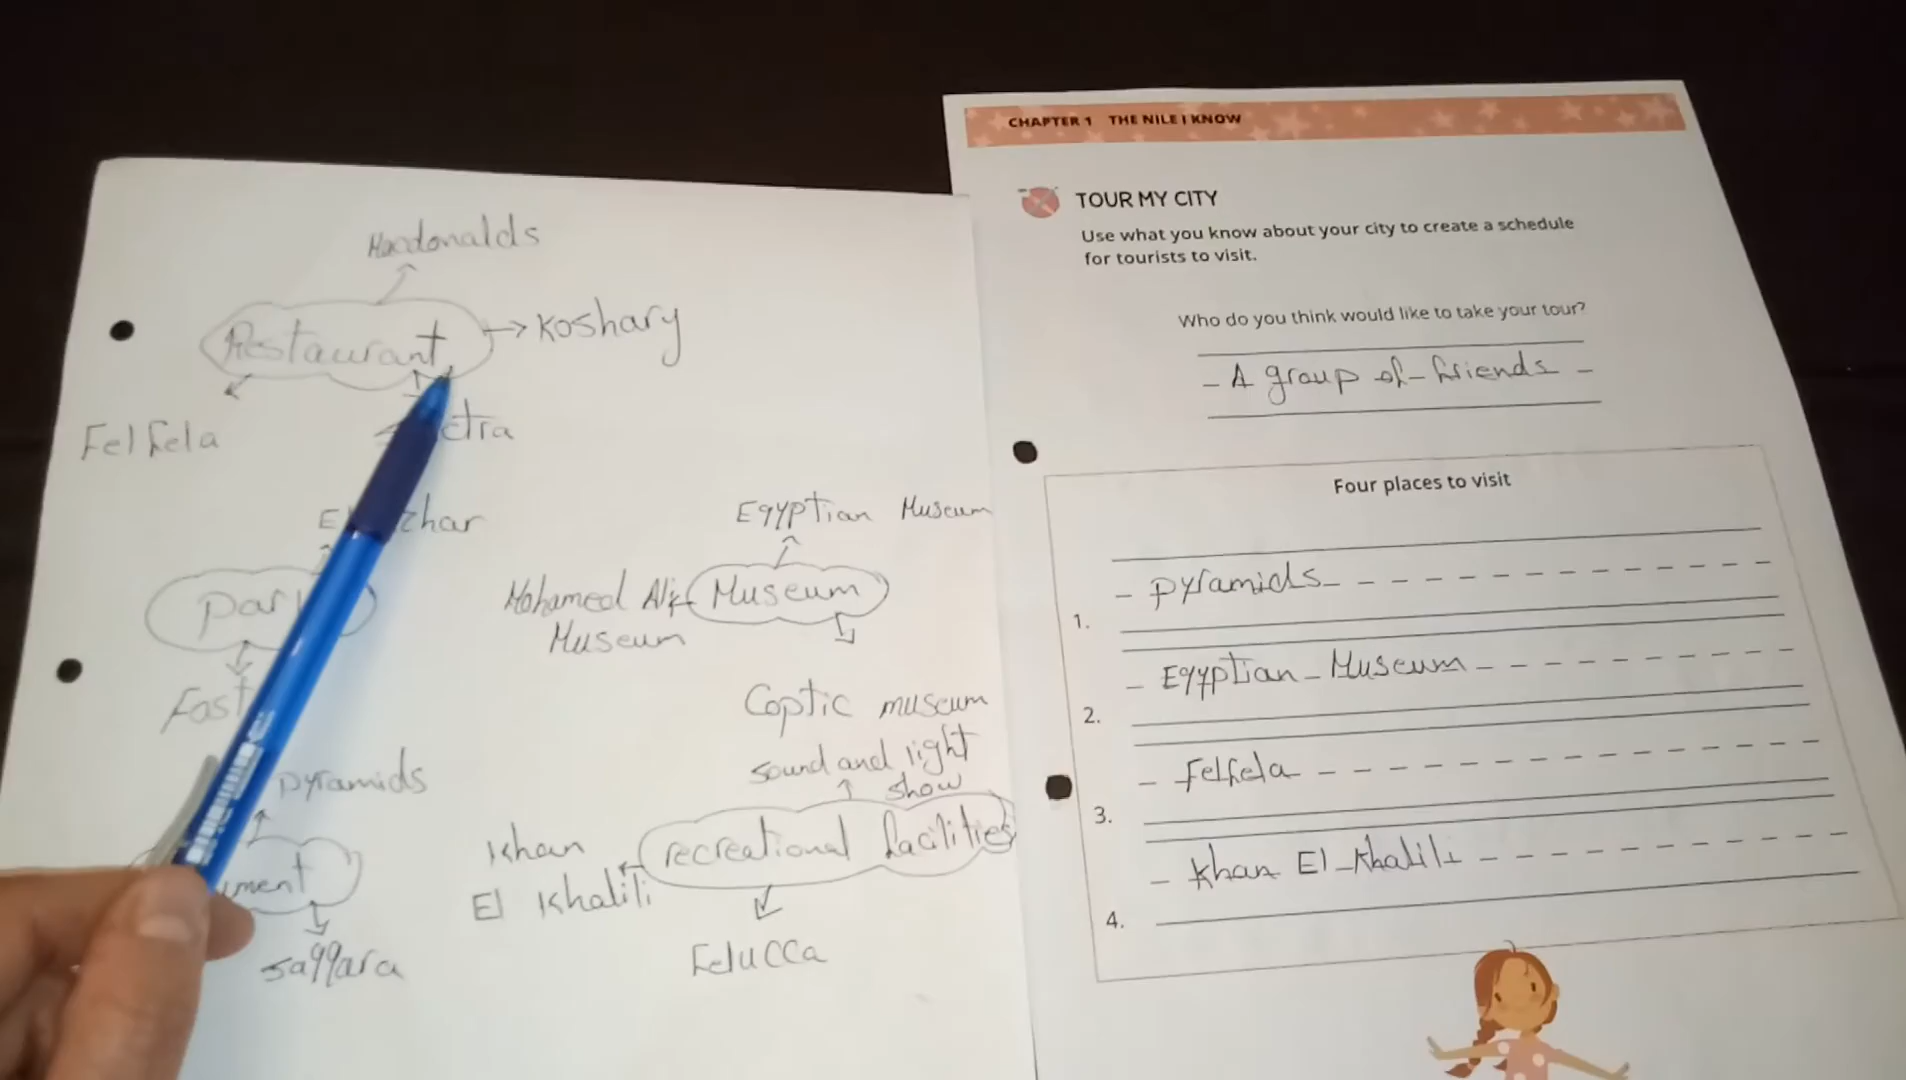 Macdonalds
Restaurant
Koshary
Felfela
Egyptian Museum
Mohamed Ali
Museum
Museum
Coptic museum
pyramids
sound and light
show
recreational facilities
Khan
El Khalili
Felucca
saqqara
CHAPTER 1 THE NILE I KNOW
TOUR MY CITY
Use what you know about your city to create a schedule
for tourists to visit.
Who do you think would like to take your tour?
A group of friends
Four places to visit
1. pyramids
2. Egyptian Museum
3. Felfela
4. Khan El Khalili